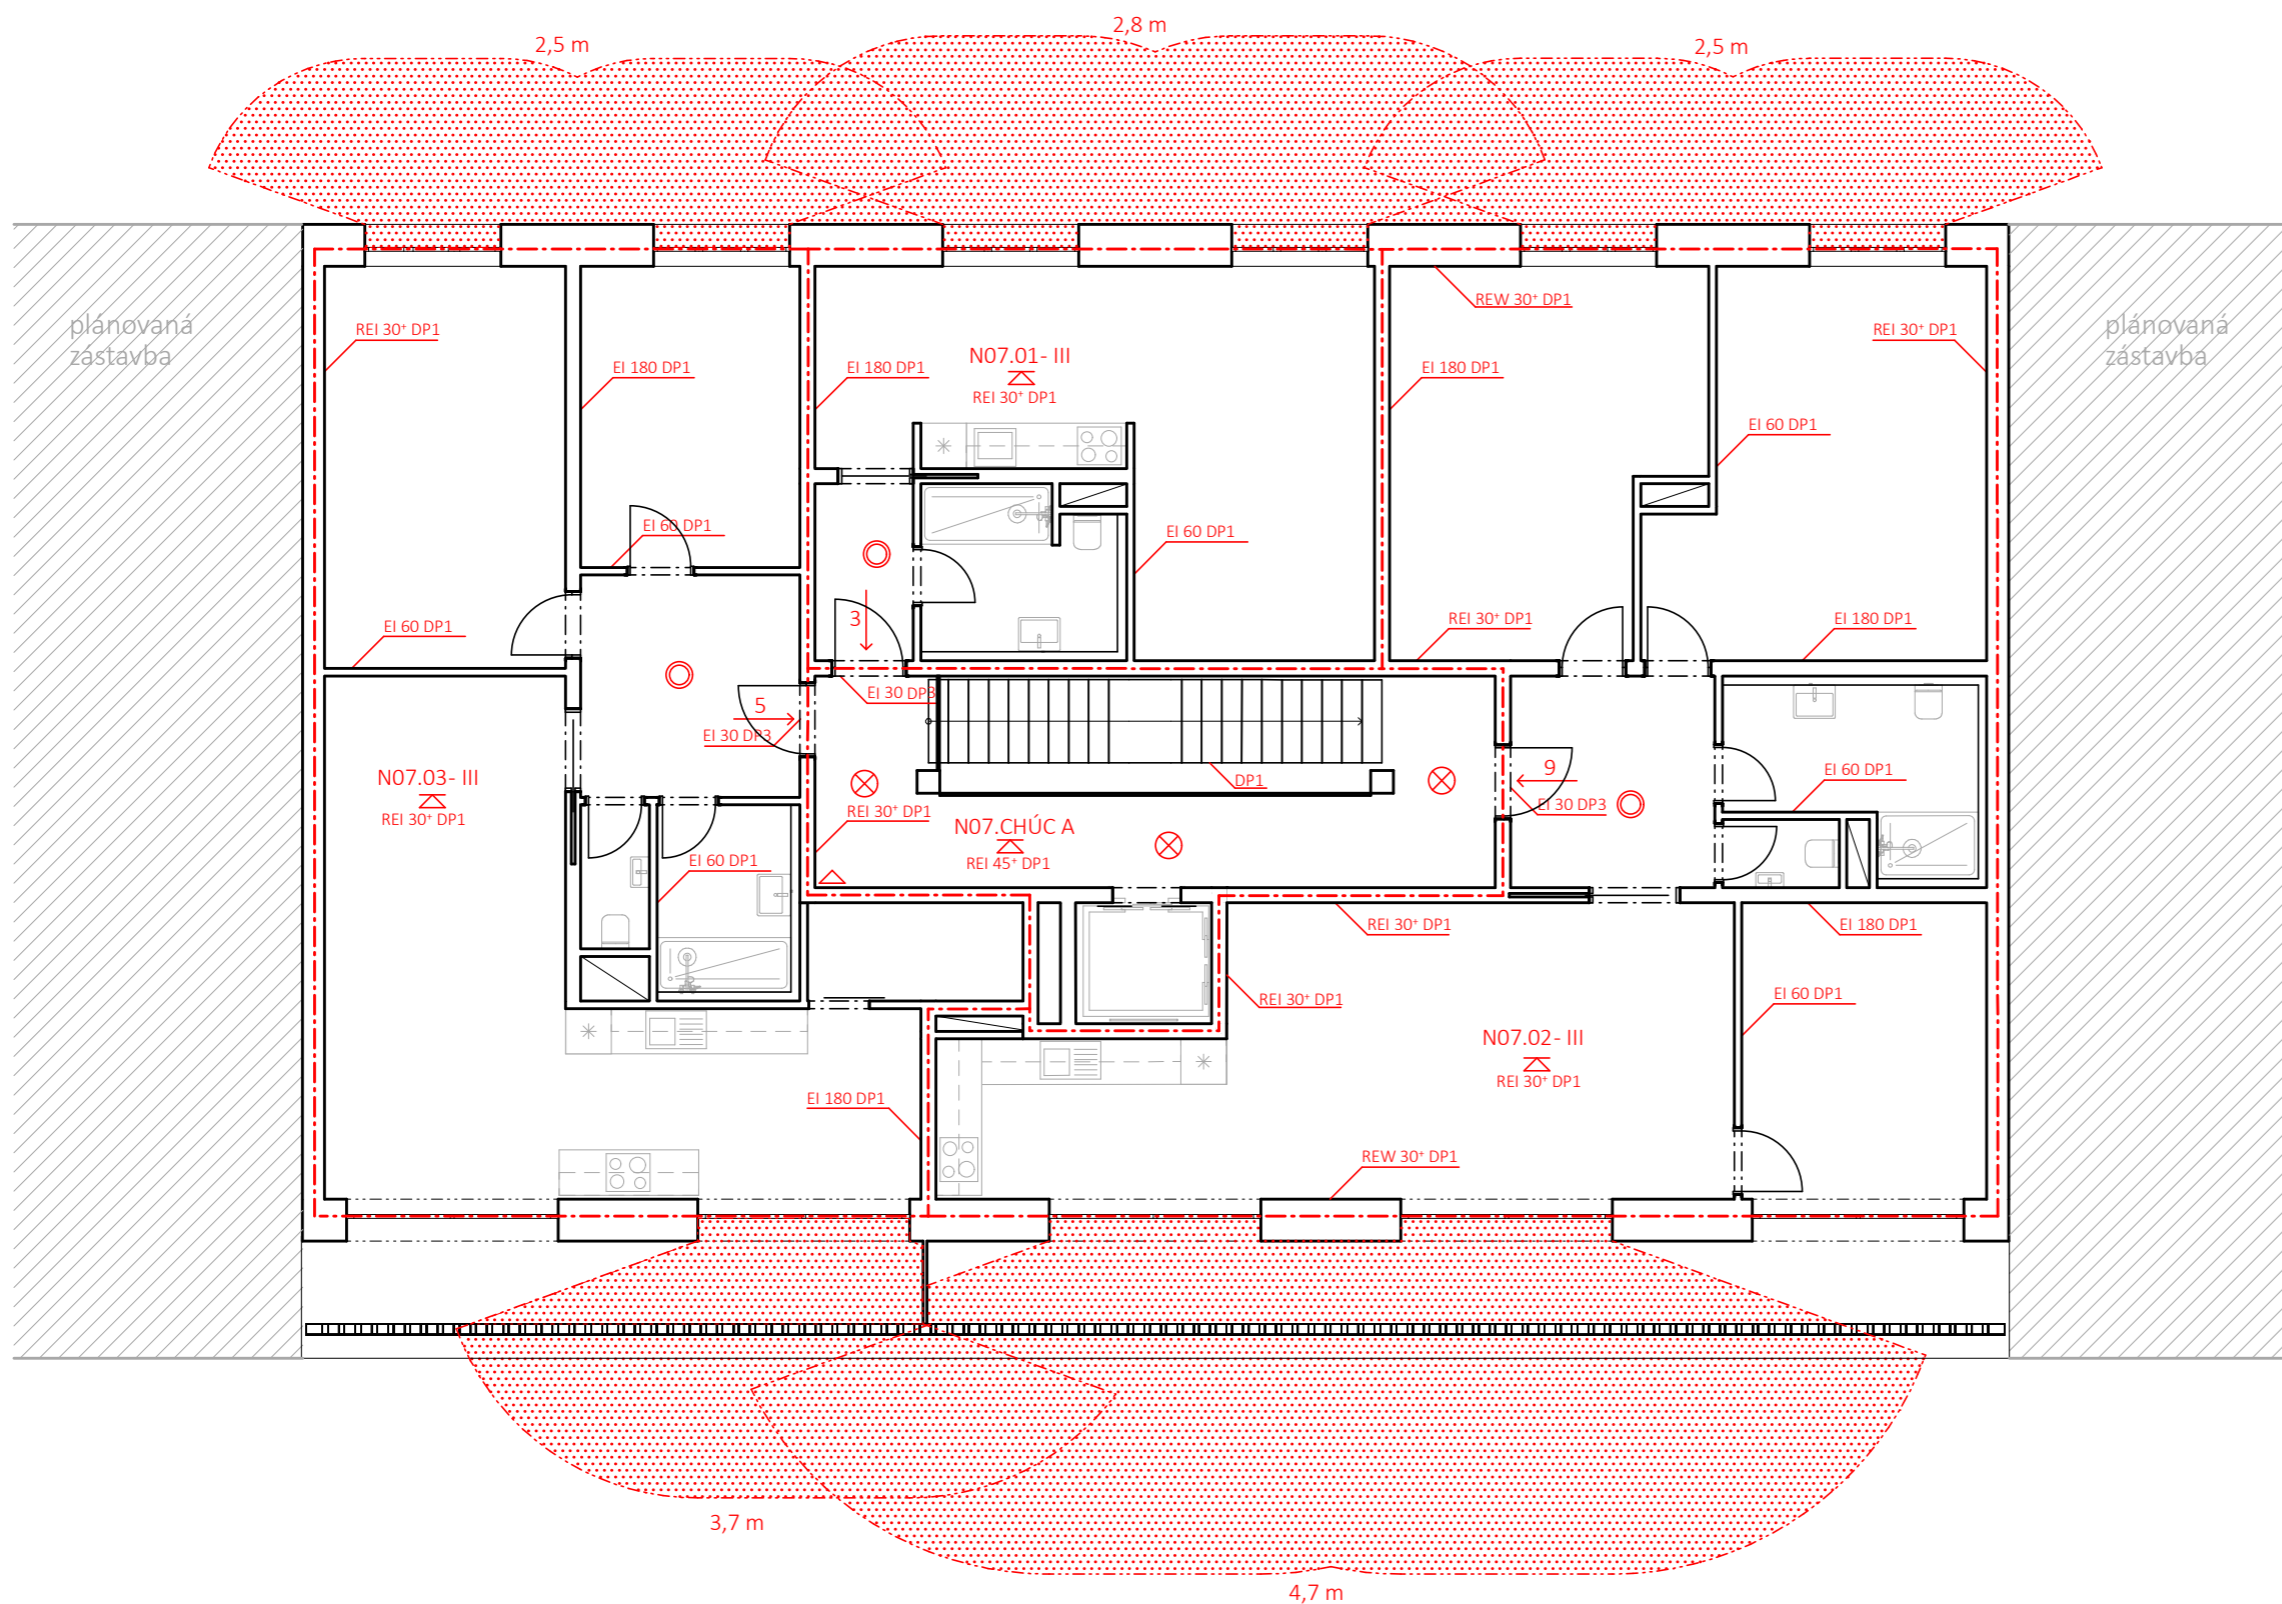 2,8 m
2,5 m
2,5 m
plánovaná
zástavba
REI 30⁺ DP1
EI 180 DP1
EI 180 DP1
N07.01- III
REI 30⁺ DP1
REW 30⁺ DP1
EI 180 DP1
REI 30⁺ DP1
EI 60 DP1
plánovaná
zástavba
EI 60 DP1
EI 60 DP1
EI 60 DP1
3
REI 30⁺ DP1
EI 180 DP1
EI 30 DP3
5
EI 30 DP3
N07.03- III
REI 30⁺ DP1
DP1
9
EI 30 DP3
EI 60 DP1
REI 30⁺ DP1
N07.CHÚC A
REI 45⁺ DP1
EI 60 DP1
REI 30⁺ DP1
EI 180 DP1
REI 30⁺ DP1
EI 60 DP1
N07.02- III
REI 30⁺ DP1
EI 180 DP1
REW 30⁺ DP1
3,7 m
4,7 m